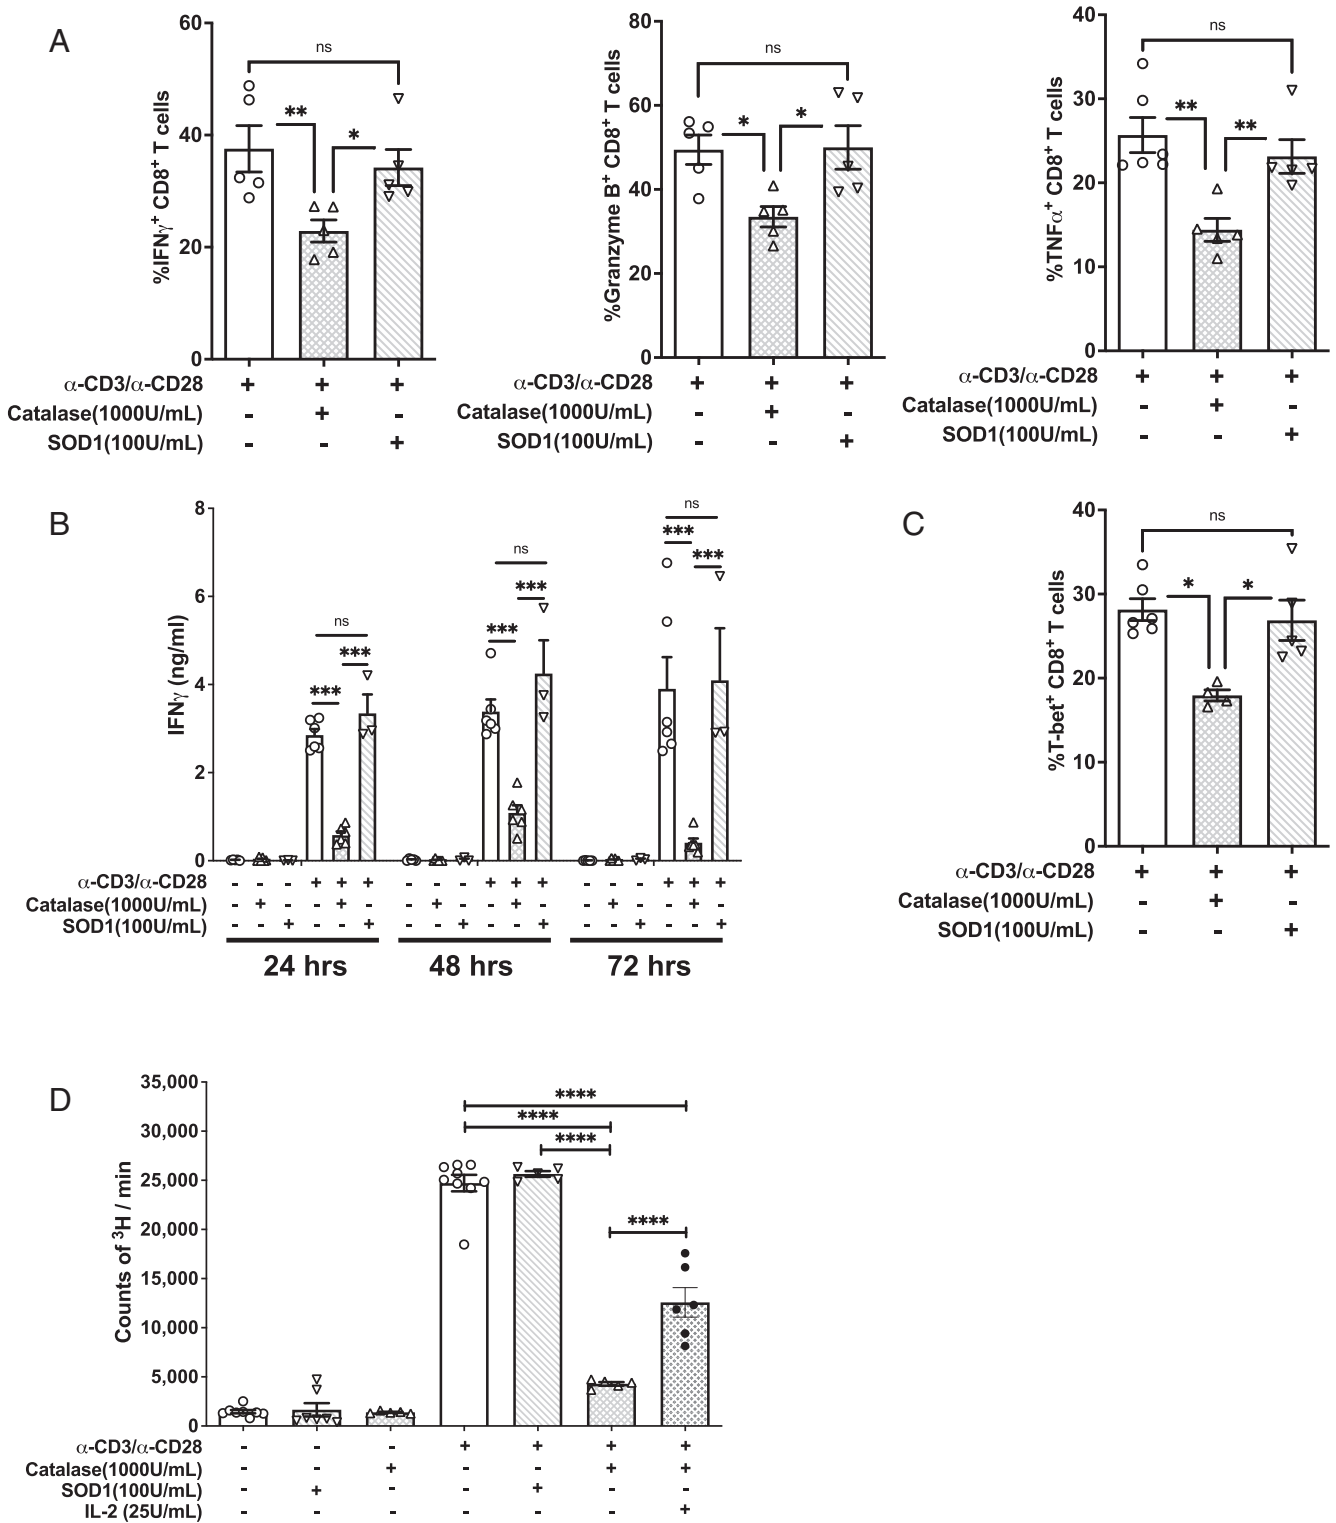 A
%IFNγ+ CD8+ T cells
60
40
20
0
ns
** *
α-CD3/α-CD28 + + +
Catalase(1000U/mL) - + -
SOD1(100U/mL) - - +
%Granzyme B+ CD8+ T cells
80
60
40
20
0
ns
* *
α-CD3/α-CD28 + + +
Catalase(1000U/mL) - + -
SOD1(100U/mL) - - +
%TNFα+ CD8+ T cells
40
30
20
10
0
ns
** **
α-CD3/α-CD28 + + +
Catalase(1000U/mL) - + -
SOD1(100U/mL) - - +
B
IFNγ (ng/ml)
8
6
4
2
0
ns
***
***
ns
***
***
ns
***
***
α-CD3/α-CD28 - - - + + + - - - + + + - - - + + +
Catalase(1000U/mL) - + - - + - - + - - + - - + - - + -
SOD1(100U/mL) - - + - - + - - + - - + - - + - - +
24 hrs 48 hrs 72 hrs
C
%T-bet+ CD8+ T cells
40
30
20
10
0
ns
* *
α-CD3/α-CD28 + + +
Catalase(1000U/mL) - + -
SOD1(100U/mL) - - +
D
Counts of 3H / min
35,000
30,000
25,000
20,000
15,000
10,000
5,000
0
****
****
****
****
α-CD3/α-CD28 - - - + + + +
Catalase(1000U/mL) - - + - - + +
SOD1(100U/mL) - + - - + - -
IL-2 (25U/mL) - - - - - - +